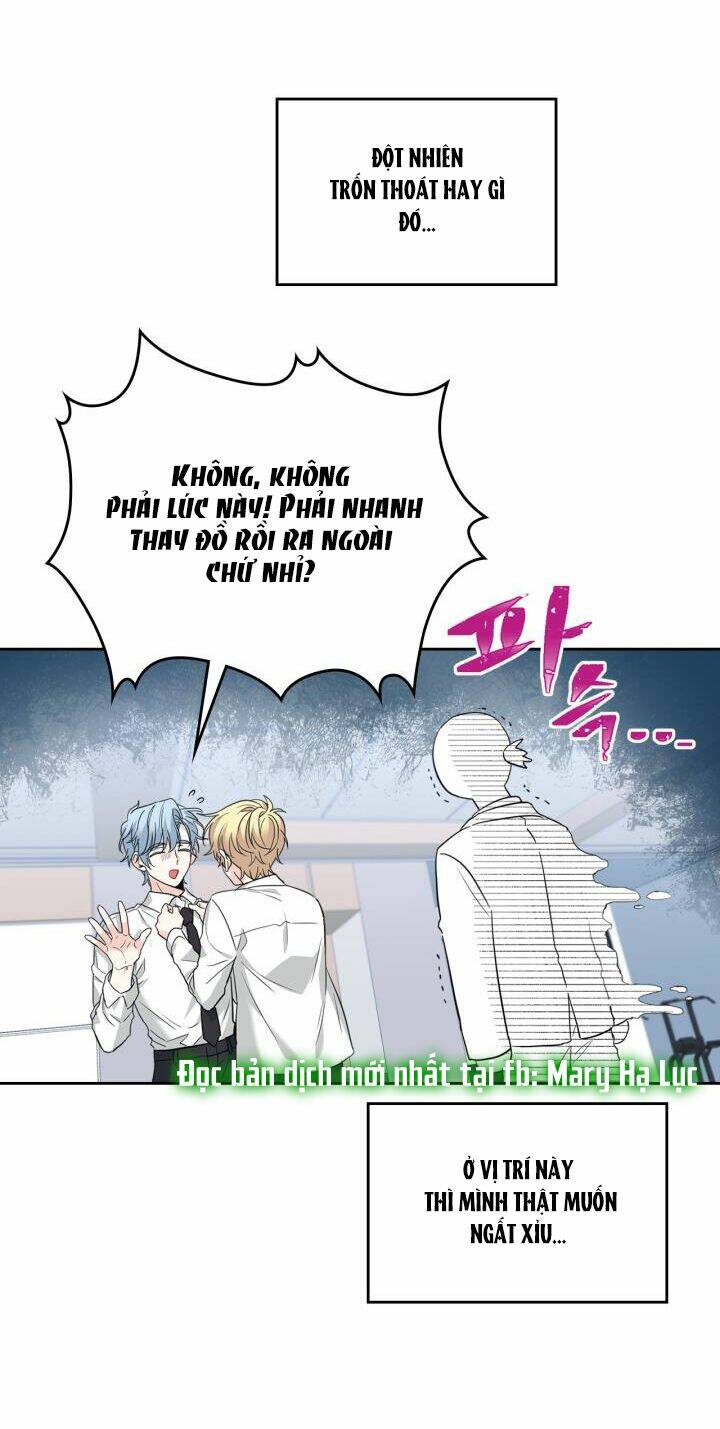 ĐỘT NHIÊN
TRỐN THOÁT HAY GÌ
ĐÓ...
KHÔNG, KHÔNG
PHẢI LÚC NÀY! PHẢI NHANH
THAY ĐỒ RỒI RA NGOÀI
CHỨ NHỈ?
파
슥...
Đọc bản dịch mới nhất tại fb: Mary Hạ Lục
Ở VỊ TRÍ NÀY
THÌ MÌNH THẬT MUỐN
NGẤT XỈU...